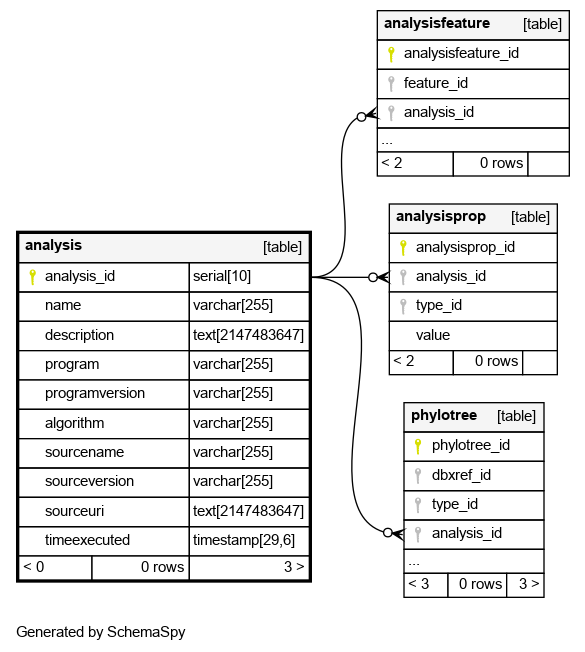 analysisfeature [table]
analysisfeature_id
feature_id
analysis_id
...
< 2 0 rows
analysisprop [table]
analysisprop_id
analysis_id
type_id
value
< 2 0 rows
analysis [table]
analysis_id serial[10]
name varchar[255]
description text[2147483647]
program varchar[255]
programversion varchar[255]
algorithm varchar[255]
sourcename varchar[255]
sourceversion varchar[255]
sourceuri text[2147483647]
timeexecuted timestamp[29,6]
< 0 0 rows 3 >
phylotree [table]
phylotree_id
dbxref_id
type_id
analysis_id
...
< 3 0 rows 3 >
Generated by SchemaSpy